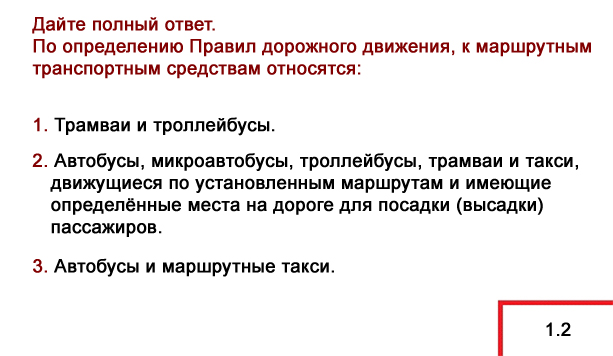 Дайте полный ответ.
По определению Правил дорожного движения, к маршрутным
транспортным средствам относятся:
1. Трамваи и троллейбусы.
2. Автобусы, микроавтобусы, троллейбусы, трамваи и такси,
движущиеся по установленным маршрутам и имеющие
определённые места на дороге для посадки (высадки)
пассажиров.
3. Автобусы и маршрутные такси.
1.2